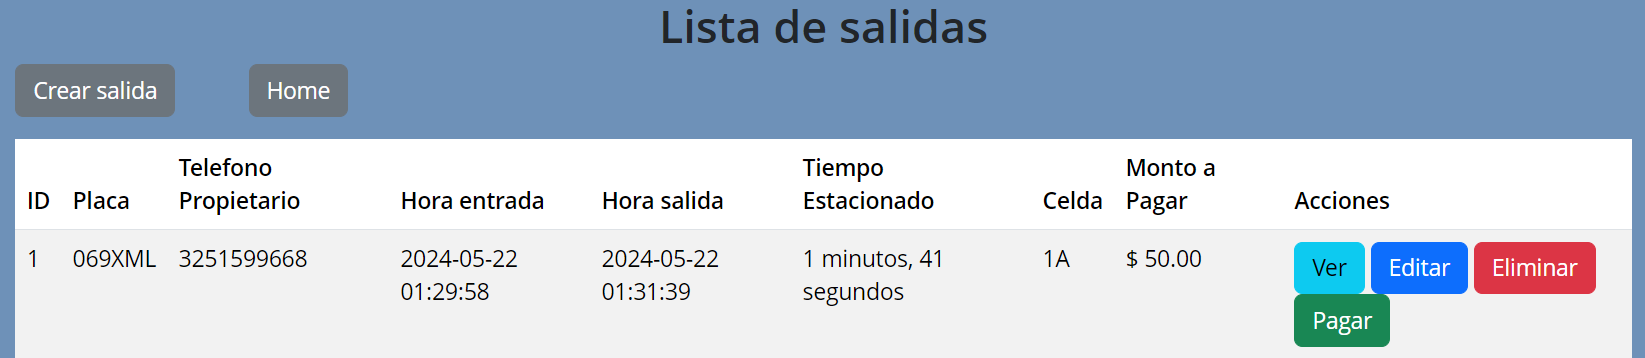 Lista de salidas
Crear salida Home
ID Placa Telefono Propietario Hora entrada Hora salida Tiempo Estacionado Celda Monto a Pagar Acciones
1 069XML 3251599668 2024-05-22 01:29:58 2024-05-22 01:31:39 1 minutos, 41 segundos 1A $ 50.00 Ver Editar Eliminar
Pagar